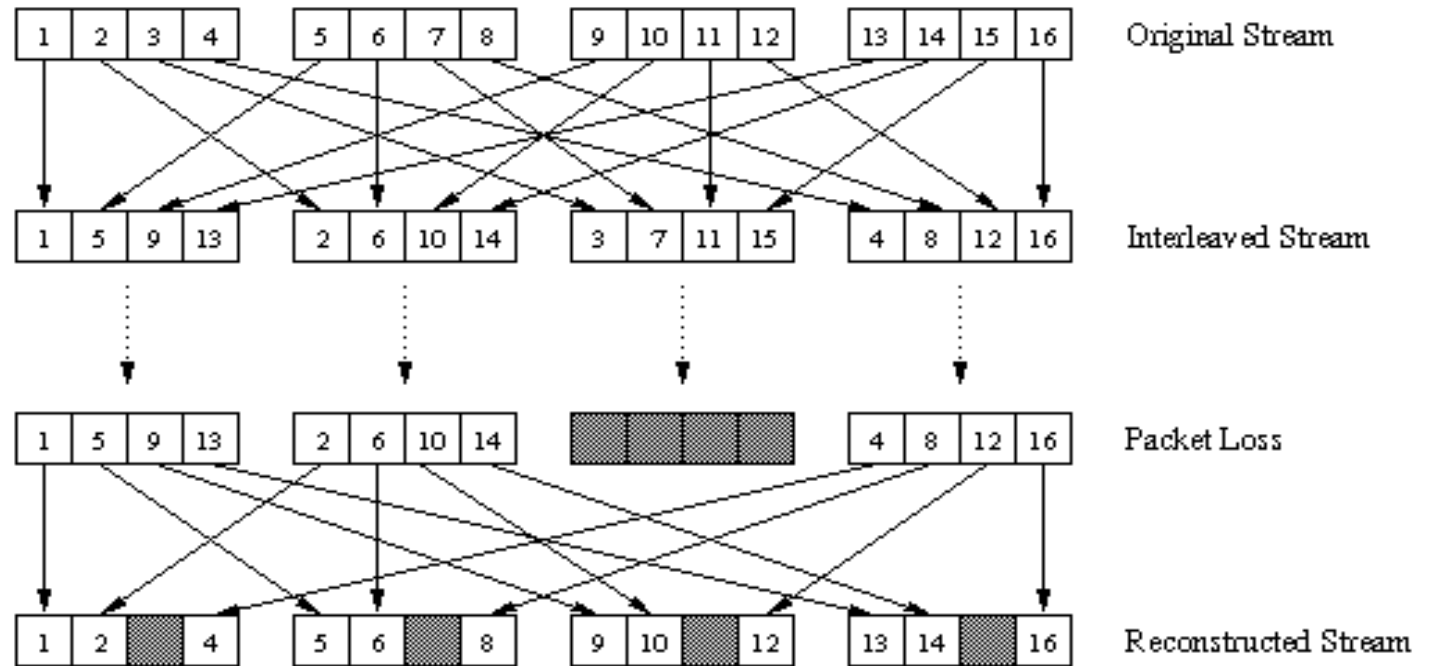 1 2 3 4 5 6 7 8 9 10 11 12 13 14 15 16 Original Stream
1 5 9 13 2 6 10 14 3 7 11 15 4 8 12 16 Interleaved Stream
1 5 9 13 2 6 10 14 4 8 12 16 Packet Loss
1 2 4 5 6 8 9 10 12 13 14 16 Reconstructed Stream